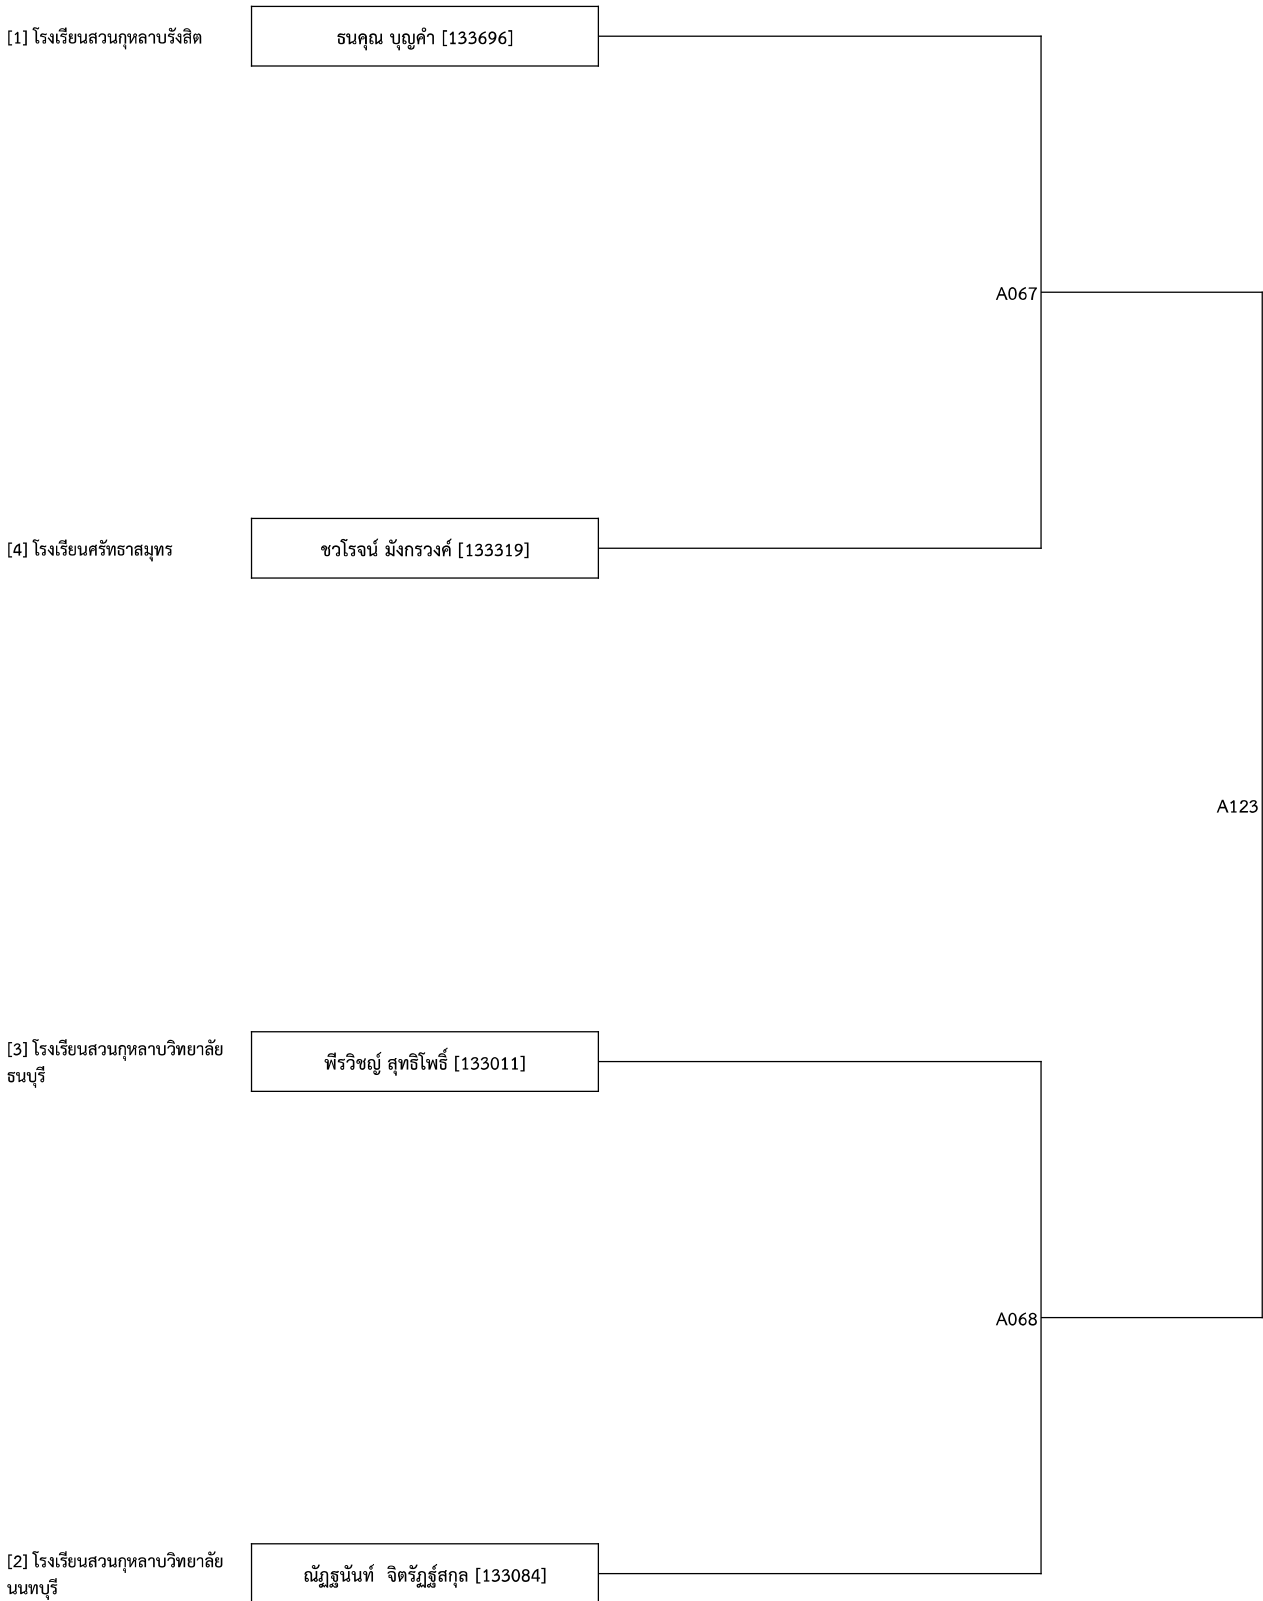 [1] โรงเรียนสวนกุหลาบรังสิต
ธนคุณ บุญคำ [133696]
A067
[4] โรงเรียนศรัทธาสมุทร
ชวโรจน์ มังกรวงค์ [133319]
A123
[3] โรงเรียนสวนกุหลาบวิทยาลัย
ธนบุรี
พีรวิชญ์ สุทธิโพธิ์ [133011]
A068
[2] โรงเรียนสวนกุหลาบวิทยาลัย
นนทบุรี
ณัฏฐนันท์ จิตรัฏฐ์สกุล [133084]